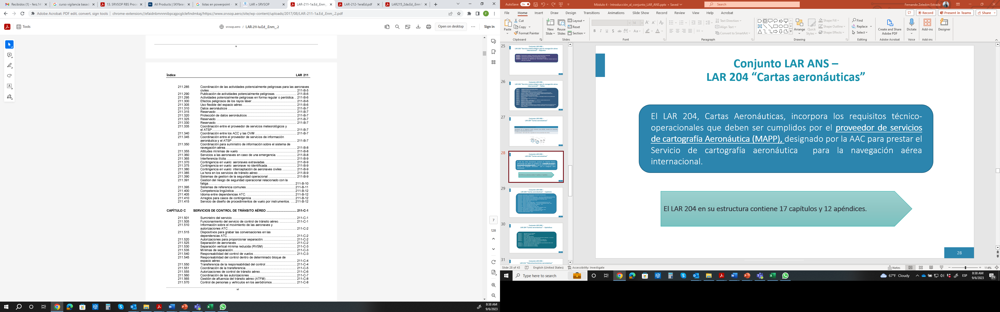 Recibidos (1) - ferz.14
curso vigilancia basad
13. SRVSOP RBS Proce
All Products | SKYbrary
listas en powerpoint -
LAR » SRVSOP
LAR-211-1a.Ed_.Enm_.
LAR-212-1eraEd.pdf
LAR215_2da.Ed_.Enm1
Adobe Acrobat: PDF edit, convert, sign tools | chrome-extension://efaidnbmnnnibpcajpcglclefindmkaj/https://www.srvsop.aero/site/wp-content/uploads/2017/08/LAR-211-1a.Ed_.Enm_.2.pdf
Tools
srvsop.aero / LAR-211-1a.Ed_.Enm_.2
Open on desktop
Sign in
v
Índice LAR 211
211.285 Coordinación de las actividades potencialmente peligrosas para las aeronaves
civiles 211-B-5
211.290 Publicación de actividades potencialmente peligrosas. 211-B-6
211.295 Actividades potencialmente peligrosas en forma regular o periódica. 211-B-6
211.300 Efectos peligrosos de los rayos láser 211-B-6
211.305 Uso flexible del espacio aéreo 211-B-6
211.310 Datos aeronáuticos 211-B-7
211.315 Reservado 211-B-7
211.320 Protección de datos aeronáuticos 211-B-7
211.325 Reservado 211-B-7
211.330 Reservado 211-B-7
211.335 Coordinación entre el proveedor de servicios meteorológicos y
el ATSP 211-B-7
211.340 Coordinación entre los ACC y las OVM 211-B-7
211.345 Coordinación entre el proveedor de servicios de información
aeronáutica y el ATSP 211-B-7
211.350 Coordinación para suministro de información sobre el sistema de
navegación aérea 211-B-8
211.355 Altitudes mínimas de vuelo. 211-B-8
211.360 Servicios a las aeronaves en caso de una emergencia. 211-B-8
211.365 Interferencia ilícita. 211-B-9
211.370 Contingencia en vuelo: aeronaves extraviadas 211-B-9
211.375 Contingencia en vuelo: aeronave no identificada. 211-B-9
211.380 Contingencia en vuelo: interceptación de aeronaves civiles 211-B-9
211.385 La hora en los servicios de tránsito aéreo 211-B-9
211.390 Sistemas de gestion de la seguridad operacional 211-B-9
211.391 Gestion del riesgo de seguridad operacional relacionado con la
fatiga 211-B-10
211.395 Sistemas de referencia comunes 211-B-11
211.400 Competencia lingüística. 211-B-12
211.405 Idioma entre dependencias ATC. 211-B-12
211.410 Arreglos para casos de contingencia. 211-B-12
211.415 Servicio de diseño de procedimientos de vuelo por instrumentos. 211-B-12
CAPÍTULO C SERVICIOS DE CONTROL DE TRÁNSITO AÉREO 211-C-1
211.501 Suministro del servicio 211-C-1
211.505 Funcionamiento del servicio de control de tránsito aéreo. 211-C-1
211.510 Información sobre el movimiento de las aeronaves y
autorizaciones ATC 211-C-2
211.515 Dispositivos para grabar las conversaciones en las
dependencias ATC 211-C-2
211.520 Autorizaciones para proporcionar separación. 211-C-2
211.525 Separación de aeronaves. 211-C-2
211.530 Separación vertical mínima reducida (RVSM) 211-C-3
211.535 Mínimas de separación 211-C-3
211.540 Responsabilidad del control de vuelos 211-C-3
211.545 Responsabilidad del control dentro de determinado bloque de
espacio aéreo 211-C-4
211.550 Transferencia de la responsabilidad del control 211-C-4
211.551 Coordinación de la transferencia 211-C-5
211.555 Autorizaciones de control de tránsito aéreo 211-C-6
211.560 Coordinación de las autorizaciones 211-C-7
211.565 Gestión de afluencia del tránsito aéreo (ATFM) 211-C-8
211.570 Control de personas y vehículos en los aeródromos 211-C-8
vi
7
128
8:38 AM
9/6/2023
AutoSave On
Módulo 4 - Introducción_al_conjunto_LAR_ANS.pptx • Saved
Search
Fernando Zeledon Estrada
File Home Insert Draw Design Transitions Animations Slide Show Record Review View Help Acrobat
Record Present in Teams Share
Paste Cut Copy Format Painter
New Slide Reuse Slides Layout Reset Section
14
Text Direction Align Text Convert to SmartArt
Arrange Quick Styles Shape Fill Shape Outline Shape Effects
Find Replace Select
Create and Share Adobe PDF
Dictate Add-ins Designer
Clipboard Slides Font Paragraph Drawing Editing Adobe Acrobat Voice Add-ins
25
26
27
28
29
30
31
Conjunto LAR ANS –
LAR 204 “Cartas aeronáuticas”
El LAR 204, Cartas Aeronáuticas, incorpora los requisitos técnico-
operacionales que deben ser cumplidos por el proveedor de servicios
de cartografía Aeronáutica (MAPP), designado por la AAC para prestar el
Servicio de cartografía aeronáutica para la navegación aérea
internacional.
El LAR 204 en su estructura contiene 17 capítulos y 12 apéndices.
28
Slide 28 of 43 English (United States) Accessibility: Investigate
Notes 114%
Type here to search
67°F Cloudy ESP
8:38 AM
9/6/2023
29